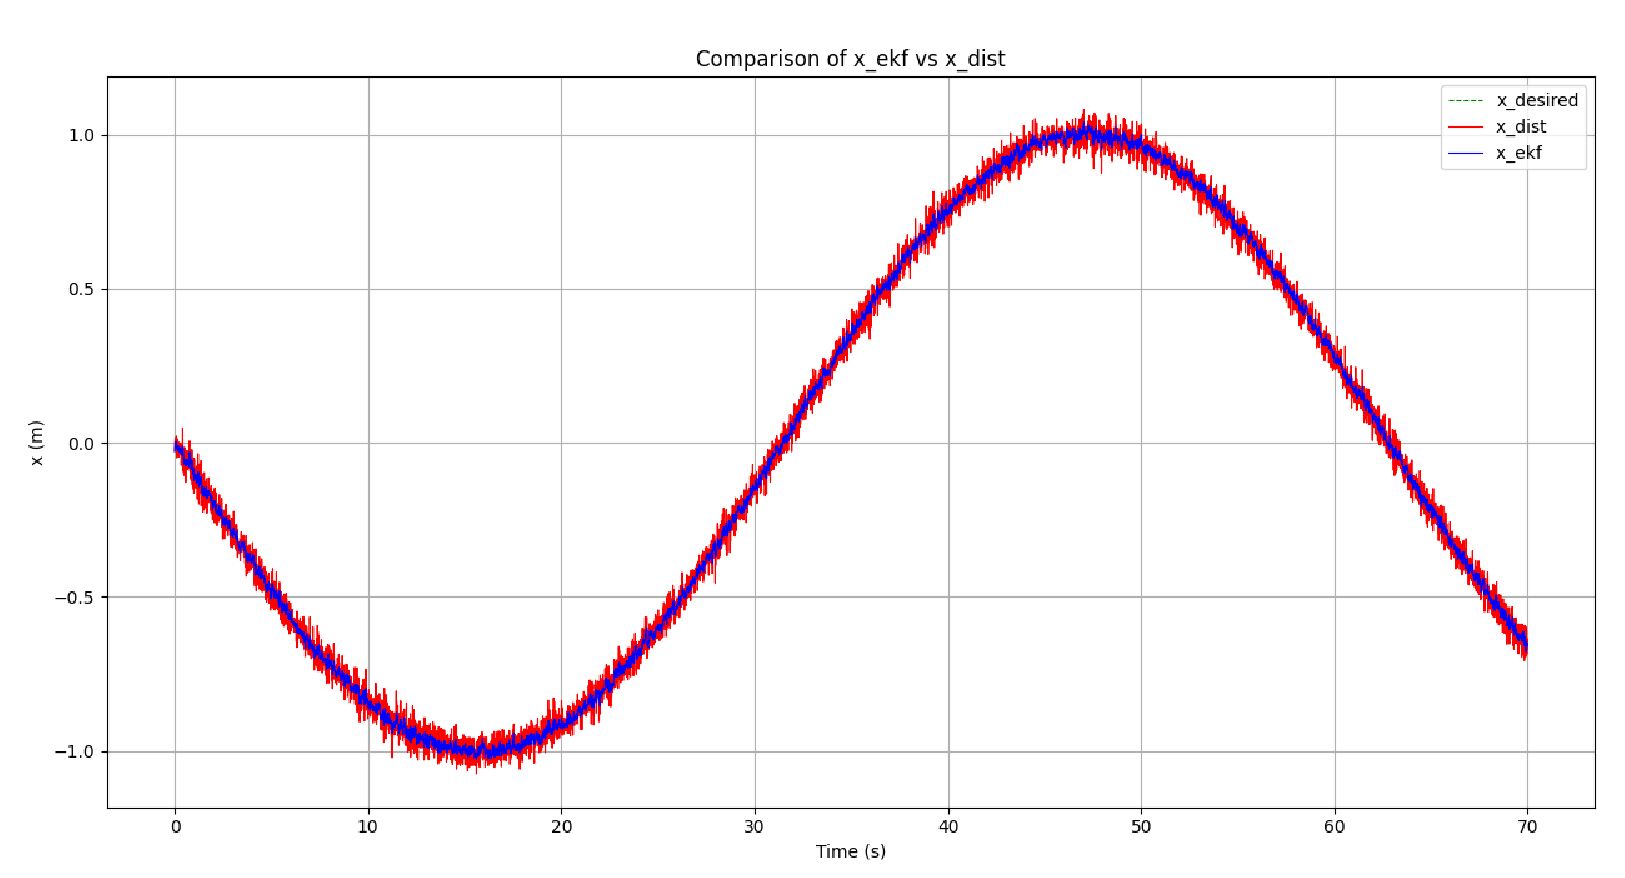 Comparison of x_ekf vs x_dist
x_desired
x_dist
x_ekf
1.0
0.5
0.0
−0.5
−1.0
x (m)
0 10 20 30 40 50 60 70
Time (s)